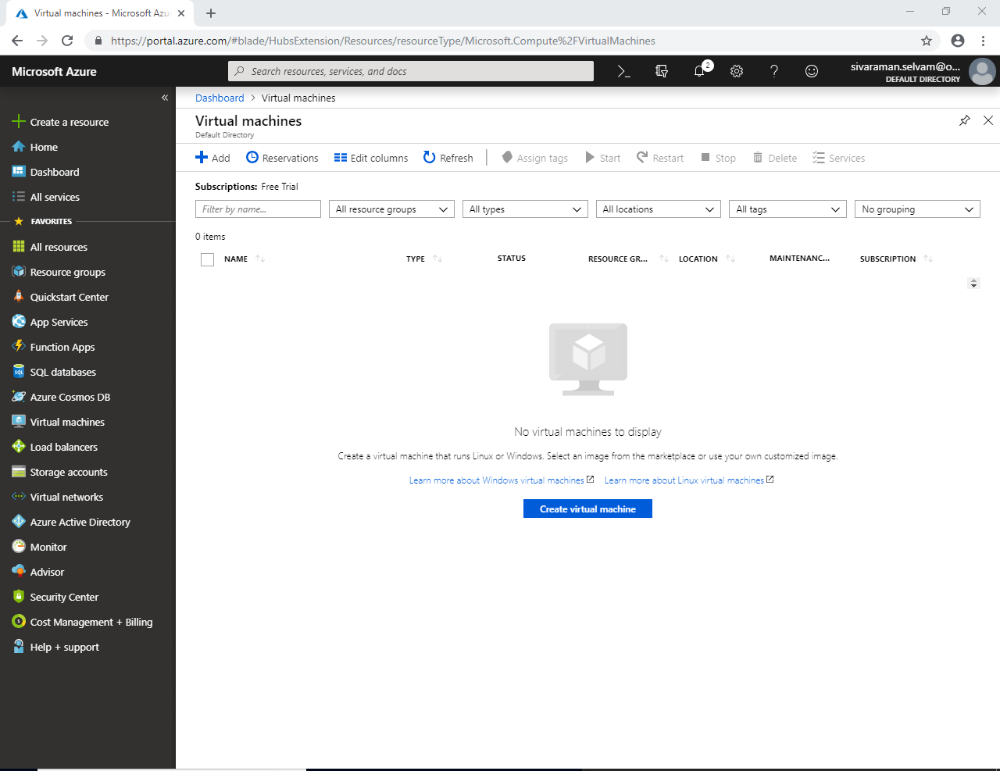 Virtual machines - Microsoft Azu
https://portal.azure.com/#blade/HubsExtension/Resources/resourceType/Microsoft.Compute%2FVirtualMachines
Microsoft Azure
Search resources, services, and docs
2
sivaraman.selvam@o...
DEFAULT DIRECTORY
Create a resource
Home
Dashboard
All services
FAVORITES
All resources
Resource groups
Quickstart Center
App Services
Function Apps
SQL databases
Azure Cosmos DB
Virtual machines
Load balancers
Storage accounts
Virtual networks
Azure Active Directory
Monitor
Advisor
Security Center
Cost Management + Billing
Help + support
Dashboard > Virtual machines
Virtual machines
Default Directory
Add Reservations Edit columns Refresh Assign tags Start Restart Stop Delete Services
Subscriptions: Free Trial
Filter by name... All resource groups All types All locations All tags No grouping
0 items
NAME TYPE STATUS RESOURCE GR... LOCATION MAINTENANC... SUBSCRIPTION
No virtual machines to display
Create a virtual machine that runs Linux or Windows. Select an image from the marketplace or use your own customized image.
Learn more about Windows virtual machines Learn more about Linux virtual machines
Create virtual machine